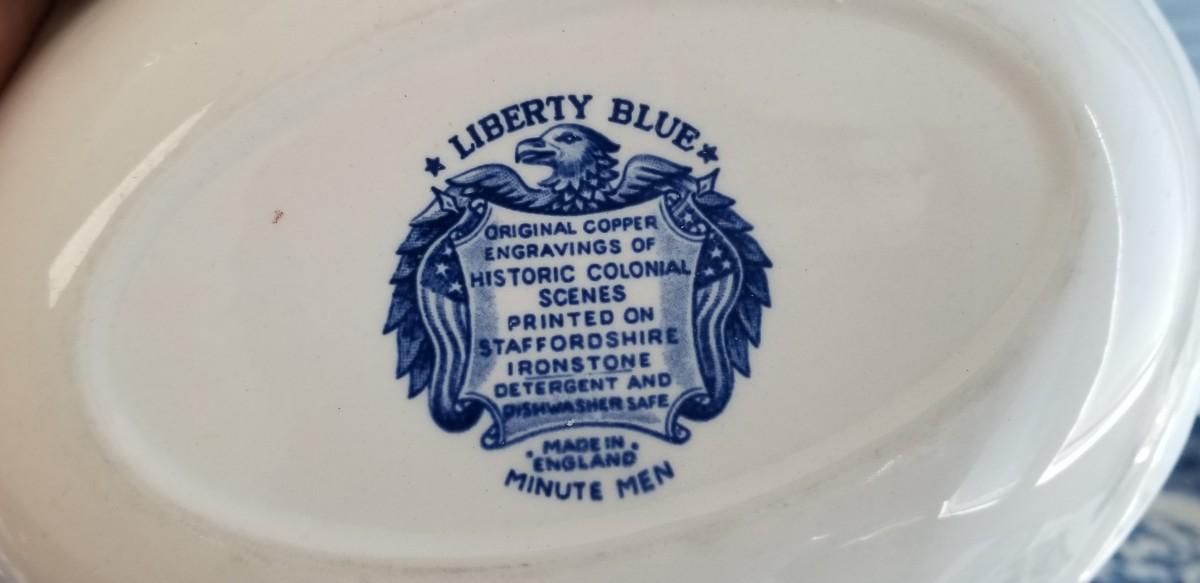 LIBERTY BLUE
ORIGINAL COPPER
ENGRAVINGS OF
HISTORIC COLONIAL
SCENES
PRINTED ON
STAFFORDSHIRE
IRONSTONE
DETERGENT AND
DISHWASHER SAFE
MADE IN
ENGLAND
MINUTE MEN